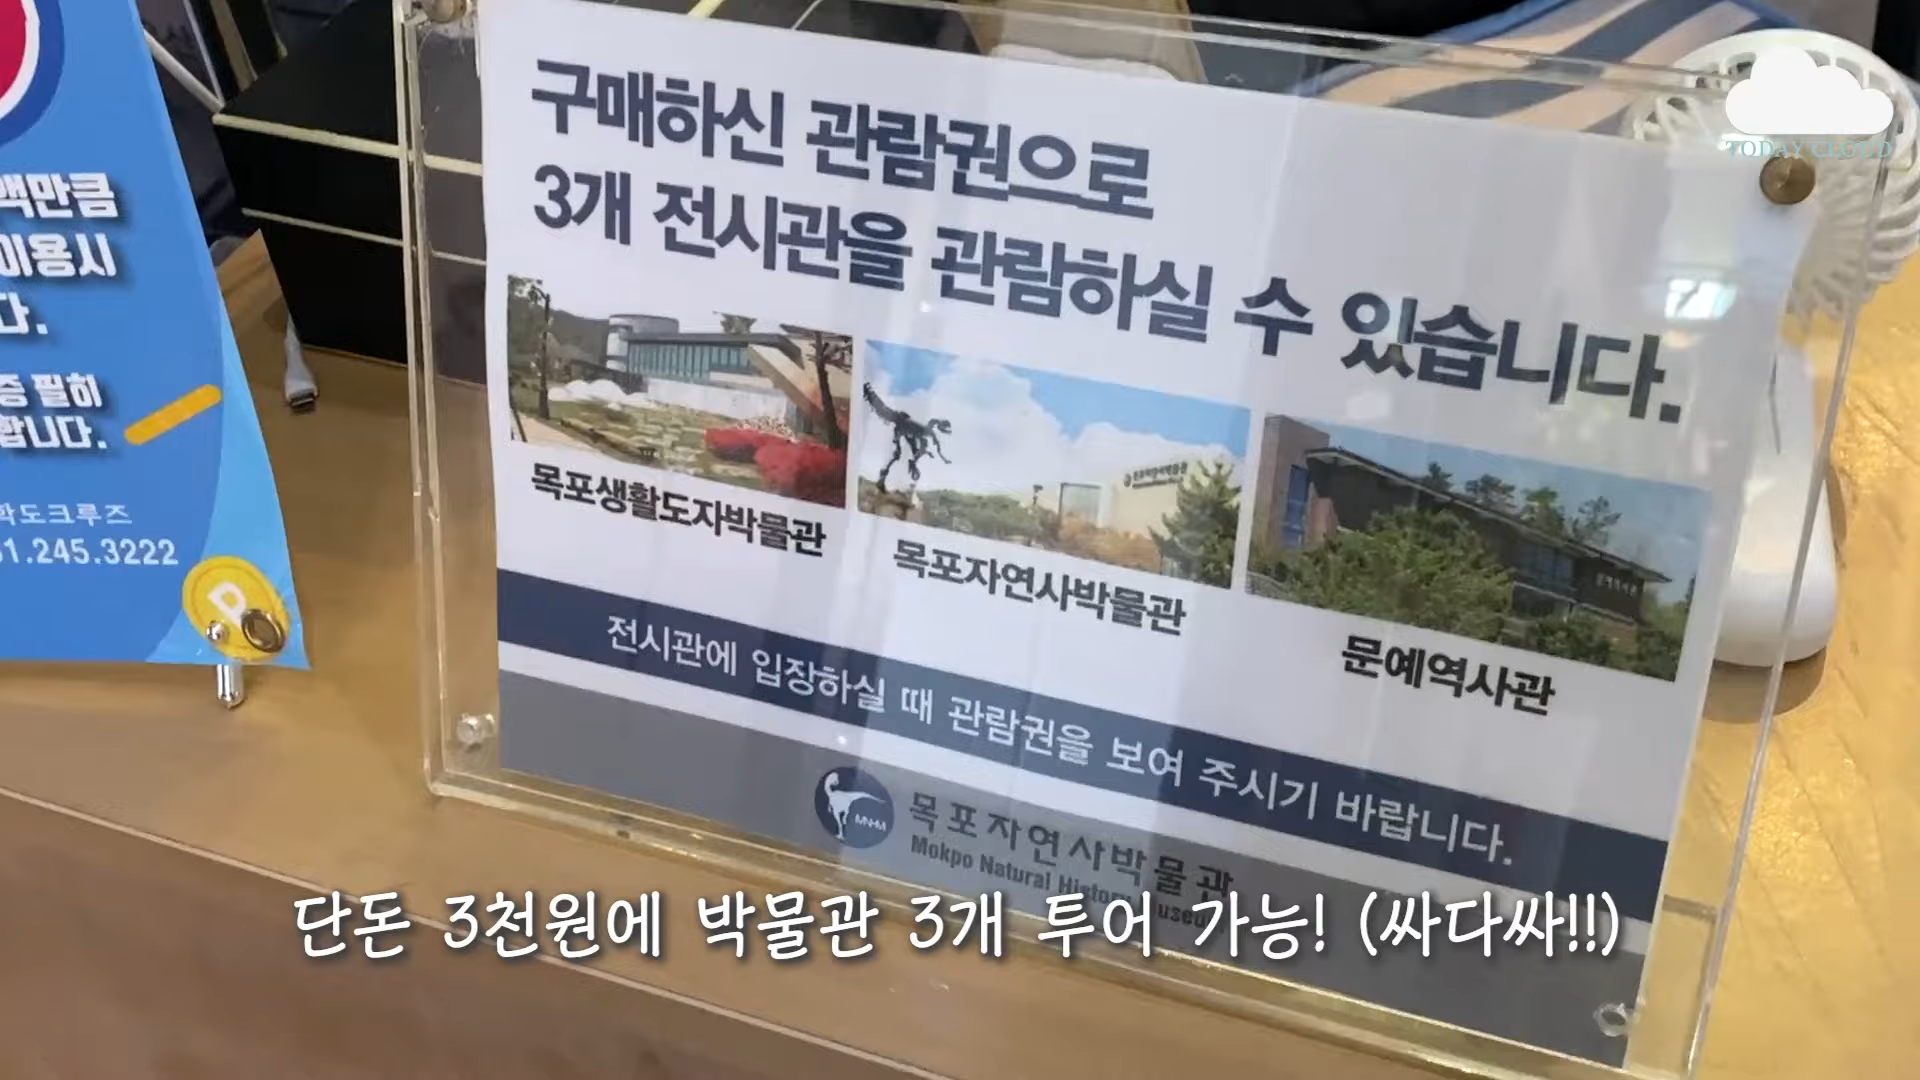 TODAY CLOUD
구매하신 관람권으로
3개 전시관을 관람하실 수 있습니다.
목포생활도자박물관
목포자연사박물관
문예역사관
전시관에 입장하실 때 관람권을 보여 주시기 바랍니다.
MNHM
목포자연사박물관
Mokpo Natural History Museum
만큼
이용시
다.
증 필히
합니다.
학도크루즈
61.245.3222
P
단돈 3천원에 박물관 3개 투어 가능! (싸다싸!!)